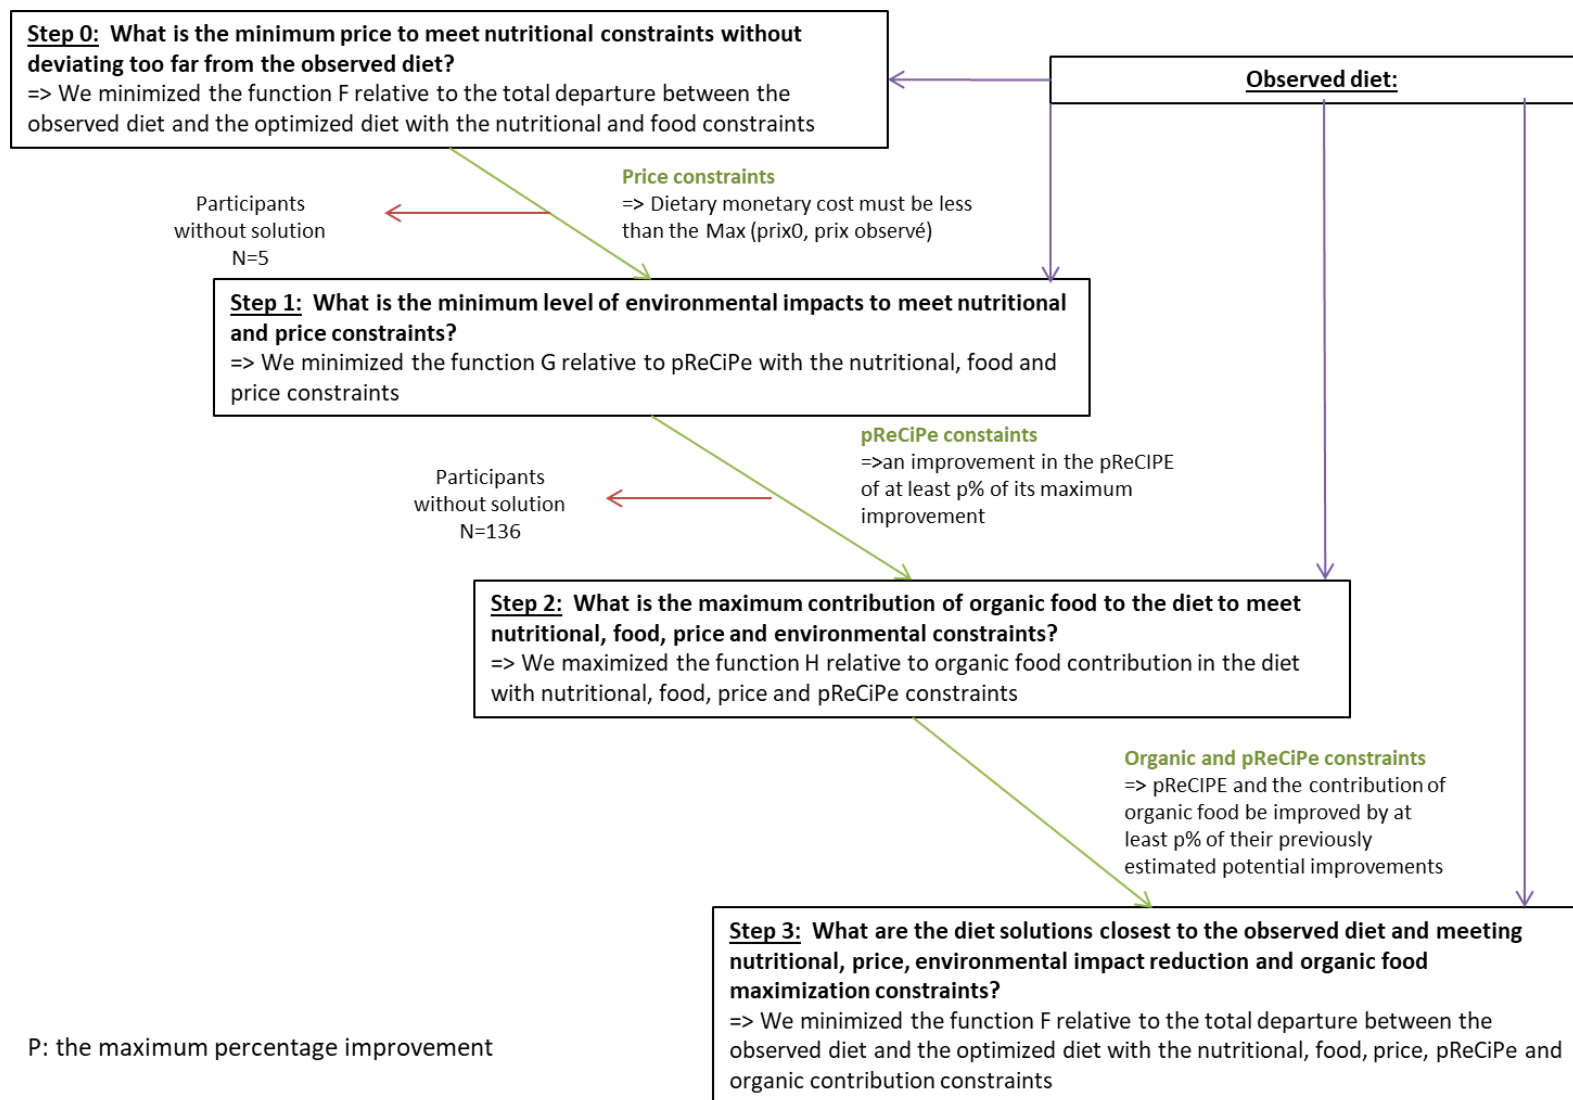 Step 0: What is the minimum price to meet nutritional constraints without
deviating too far from the observed diet?
=> We minimized the function F relative to the total departure between the
observed diet and the optimized diet with the nutritional and food constraints
Observed diet:
Participants
without solution
N=5
Price constraints
=> Dietary monetary cost must be less
than the Max (prix0, prix observé)
Step 1: What is the minimum level of environmental impacts to meet nutritional
and price constraints?
=> We minimized the function G relative to pReCiPe with the nutritional, food and
price constraints
Participants
without solution
N=136
pReCiPe constaints
=>an improvement in the pReCIPE
of at least p% of its maximum
improvement
Step 2: What is the maximum contribution of organic food to the diet to meet
nutritional, food, price and environmental constraints?
=> We maximized the function H relative to organic food contribution in the diet
with nutritional, food, price and pReCiPe constraints
Organic and pReCiPe constraints
=> pReCIPE and the contribution of
organic food be improved by at
least p% of their previously
estimated potential improvements
Step 3: What are the diet solutions closest to the observed diet and meeting
nutritional, price, environmental impact reduction and organic food
maximization constraints?
=> We minimized the function F relative to the total departure between the
observed diet and the optimized diet with the nutritional, food, price, pReCiPe and
organic contribution constraints
P: the maximum percentage improvement